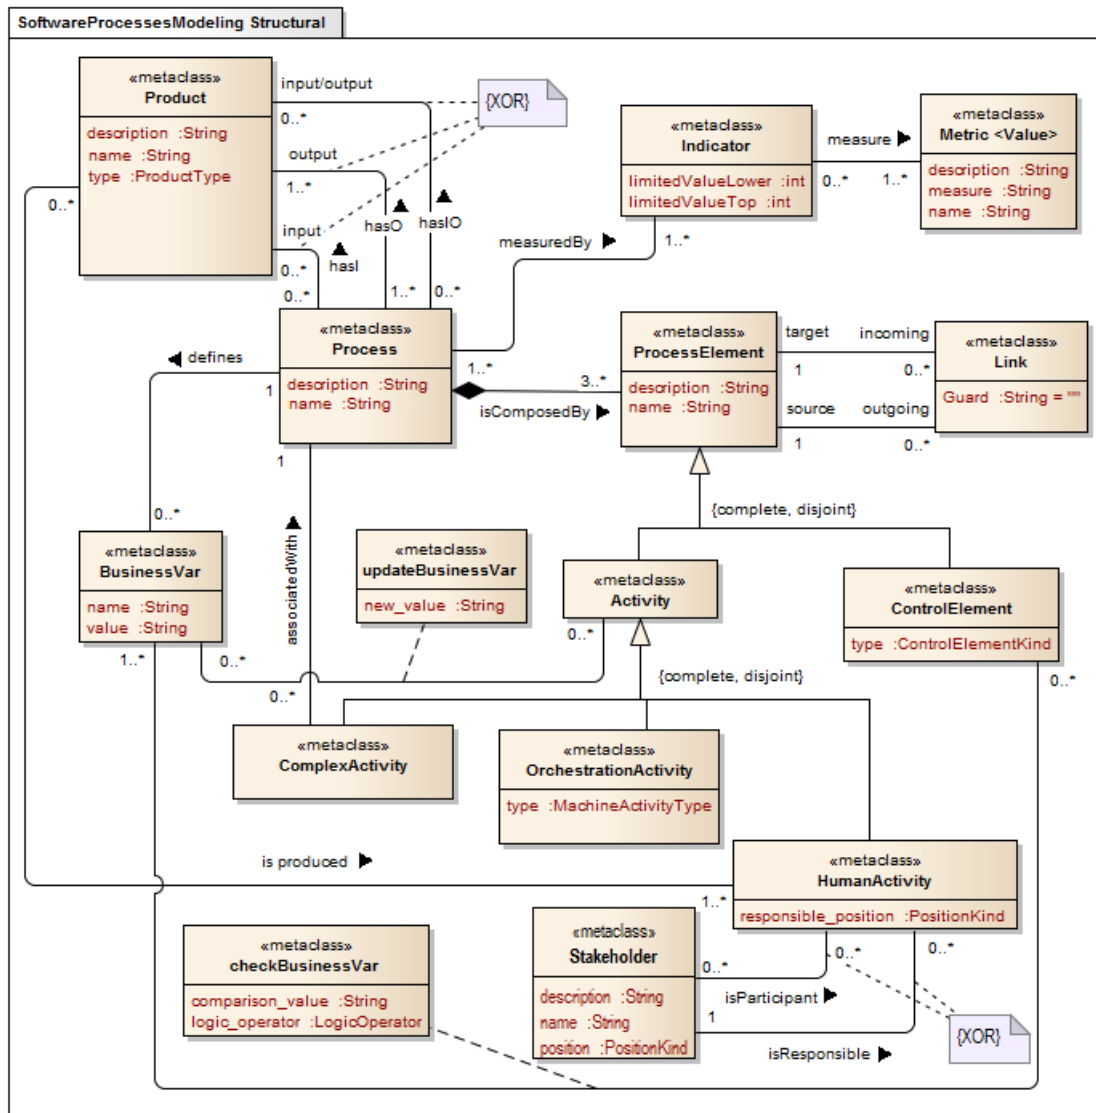 SoftwareProcessesModeling Structural
«metaclass»
Product
description :String
name :String
type :ProductType
input/output
0..*
output
1..*
input
0..*
hasI
hasO
hasIO
0..*
1..*
0..*
{XOR}
0..*
«metaclass»
Indicator
limitedValueLower :int
limitedValueTop :int
measure
0..*
1..*
«metaclass»
Metric <Value>
description :String
measure :String
name :String
measuredBy
1..*
1..*
«metaclass»
Process
description :String
name :String
defines
1
0..*
1
isComposedBy
3..*
«metaclass»
ProcessElement
description :String
name :String
target
incoming
1
0..*
source
outgoing
1
0..*
«metaclass»
Link
Guard :String = ""
{complete, disjoint}
«metaclass»
BusinessVar
name :String
value :String
1..*
0..*
«metaclass»
updateBusinessVar
new_value :String
associatedWith
0..*
«metaclass»
Activity
0..*
«metaclass»
ControlElement
type :ControlElementKind
0..*
{complete, disjoint}
«metaclass»
ComplexActivity
«metaclass»
OrchestrationActivity
type :MachineActivityType
is produced
1..*
«metaclass»
HumanActivity
responsible_position :PositionKind
«metaclass»
checkBusinessVar
comparison_value :String
logic_operator :LogicOperator
«metaclass»
Stakeholder
description :String
name :String
position :PositionKind
0..*
0..*
0..*
isParticipant
1
isResponsible
{XOR}